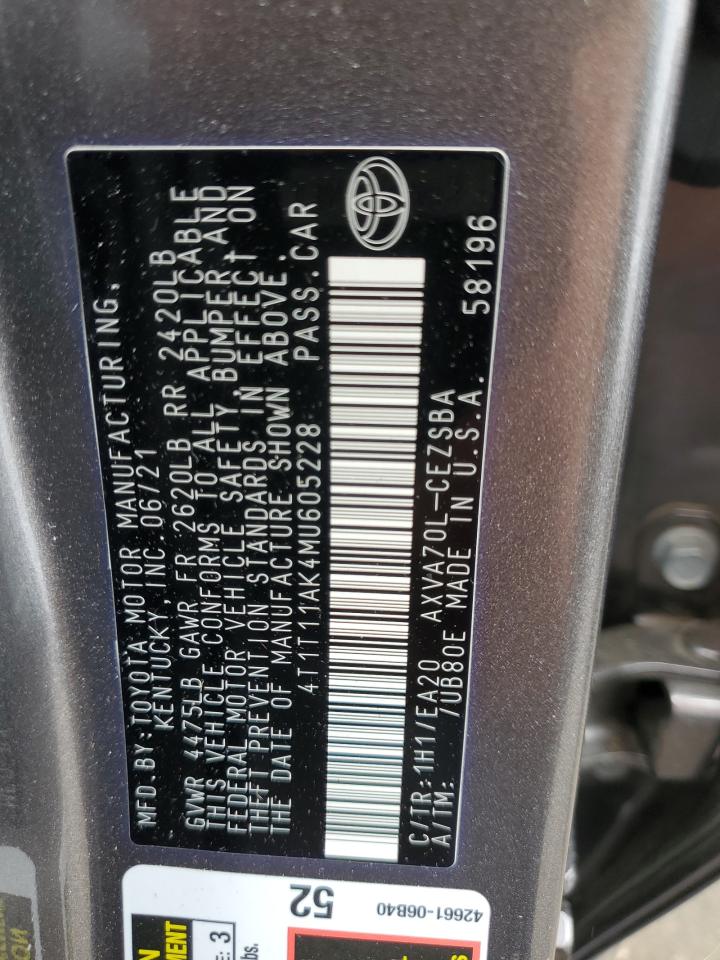 MFD. BY: TOYOTA MOTOR MANUFACTURING,
KENTUCKY, INC. 06/21
GVWR 4475LB GAWR FR 2620LB RR 2420LB
THIS VEHICLE CONFORMS TO ALL APPLICABLE
FEDERAL MOTOR VEHICLE SAFETY, BUMPER AND
THEFT PREVENTION STANDARDS IN EFFECT ON
THE DATE OF MANUFACTURE SHOWN ABOVE.
4T1T11AK4MU605228 PASS.CAR
C/TR: 1H1/EA20 AXVA70L-CEZSBA 58196
A/TM: /UB80E MADE IN U.S.A.
52
42661-06B40
3
lbs.